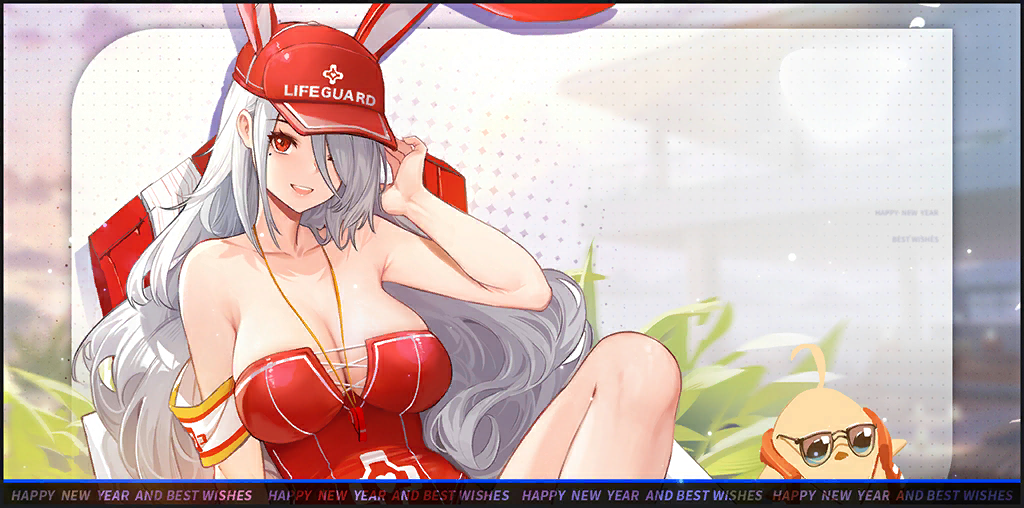 LIFEGUARD
HAPPY NEW YEAR
BEST WISHES
HAPPY NEW YEAR AND BEST WISHES HAPPY NEW YEAR AND BEST WISHES HAPPY NEW YEAR AND BEST WISHES HAPPY NEW YEAR AND BEST WISHES